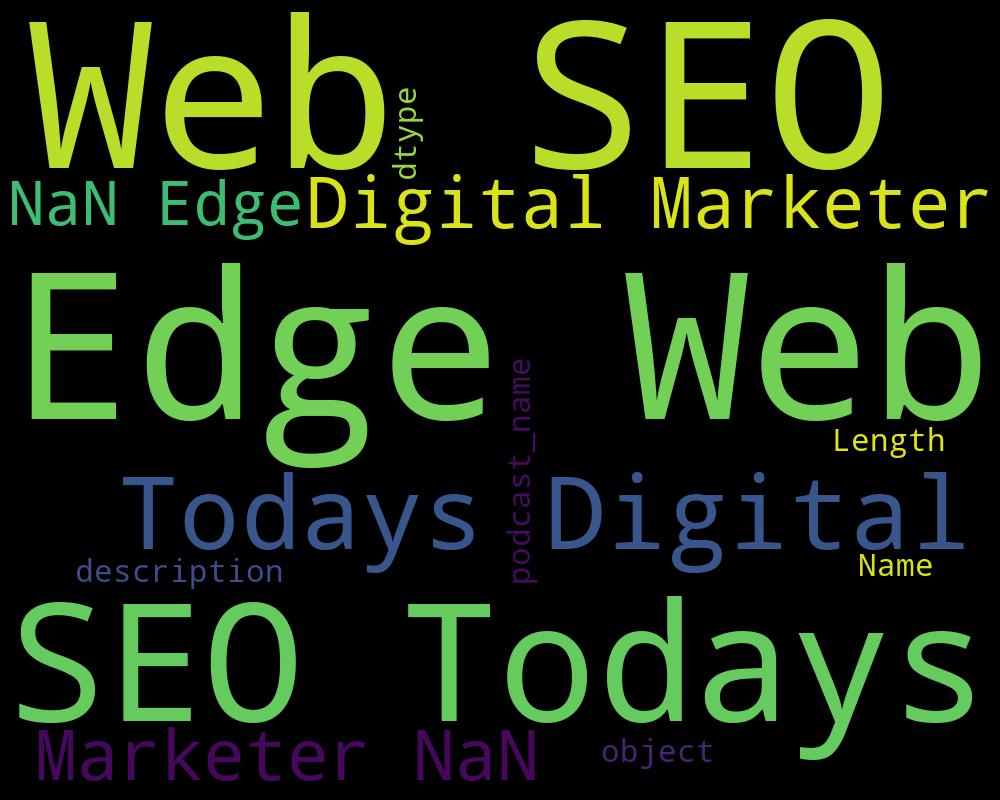 Web SEO
dtype
NaN Edge
Digital Marketer
Edge Web
podcast_name
Length
Todays Digital
description
Name
SEO Todays
Marketer NaN
object